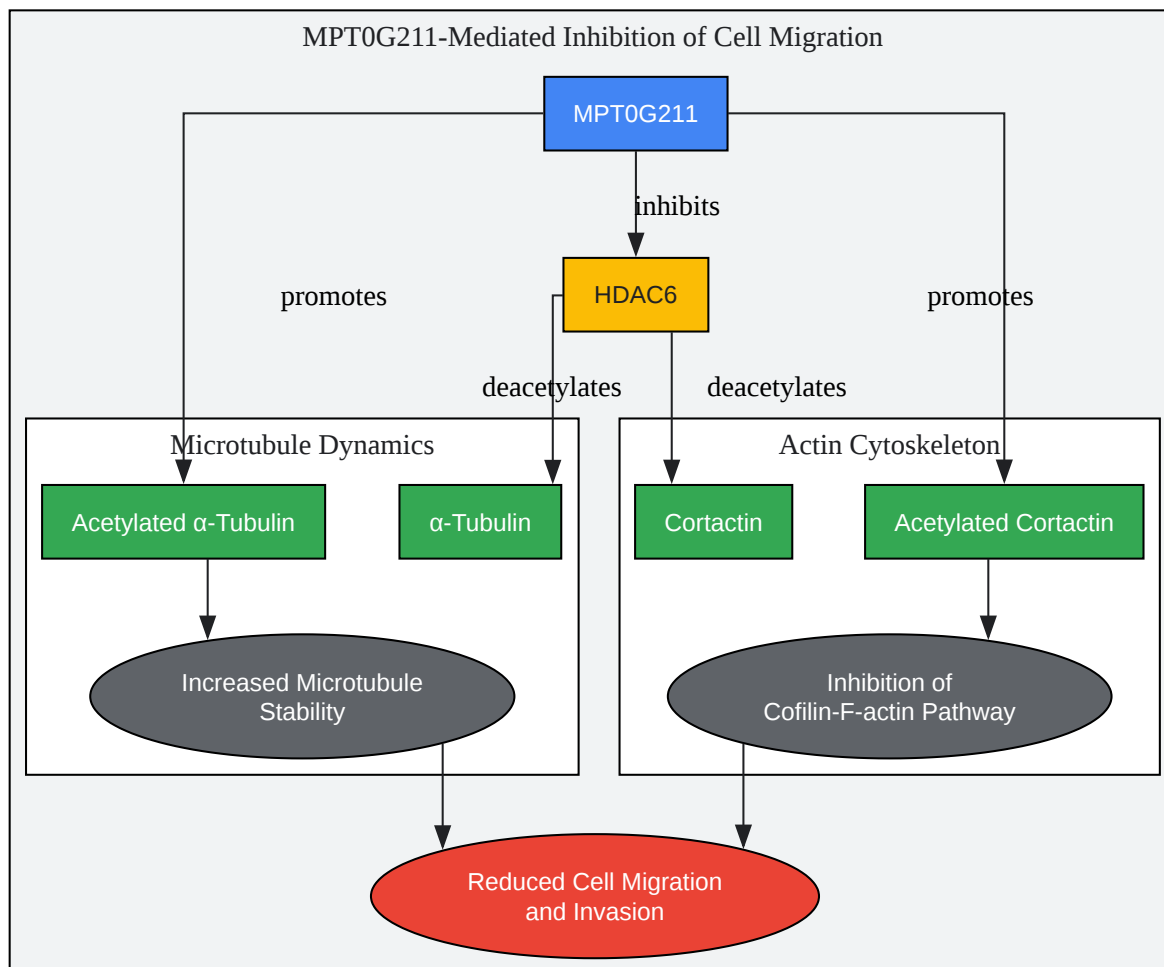 MPT0G211-Mediated Inhibition of Cell Migration
MPT0G211
inhibits
promotes
HDAC6
promotes
deacetylates
deacetylates
Microtubule Dynamics
Actin Cytoskeleton
Acetylated α-Tubulin
α-Tubulin
Cortactin
Acetylated Cortactin
Increased Microtubule
Stability
Inhibition of
Cofilin-F-actin Pathway
Reduced Cell Migration
and Invasion